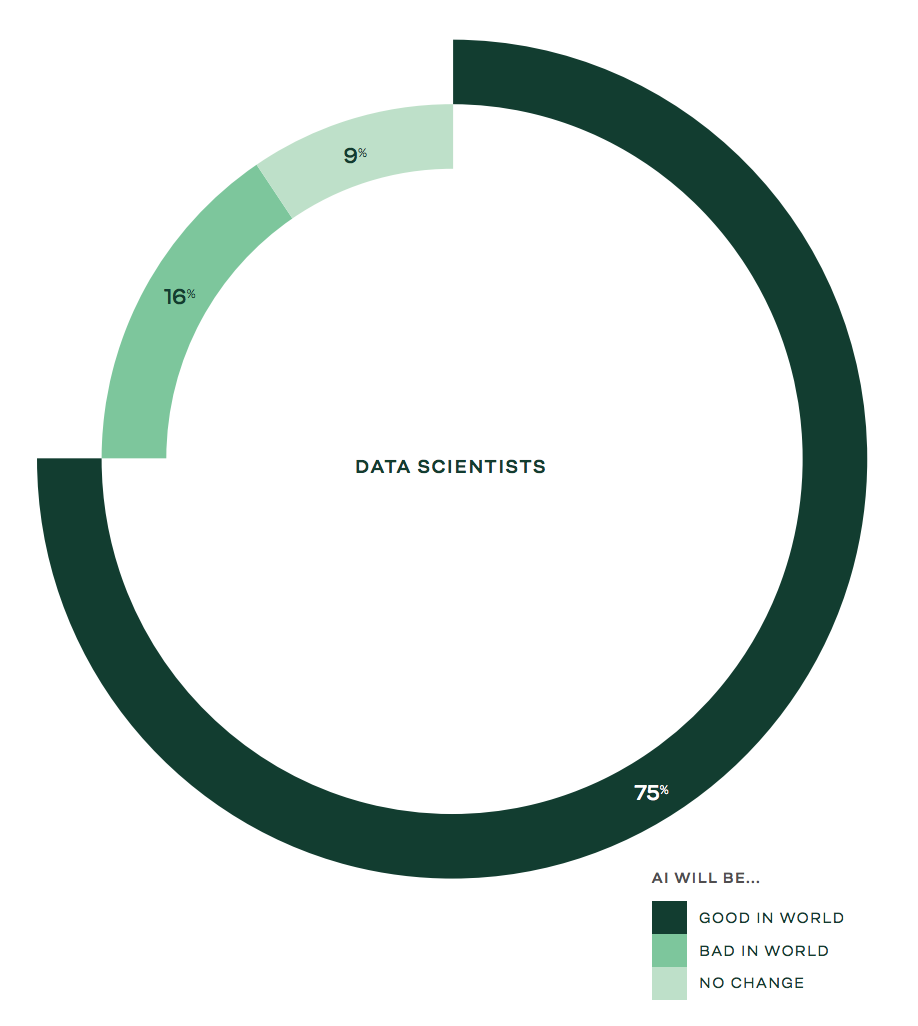 9%
16%
DATA SCIENTISTS
75%
AI WILL BE...
GOOD IN WORLD
BAD IN WORLD
NO CHANGE